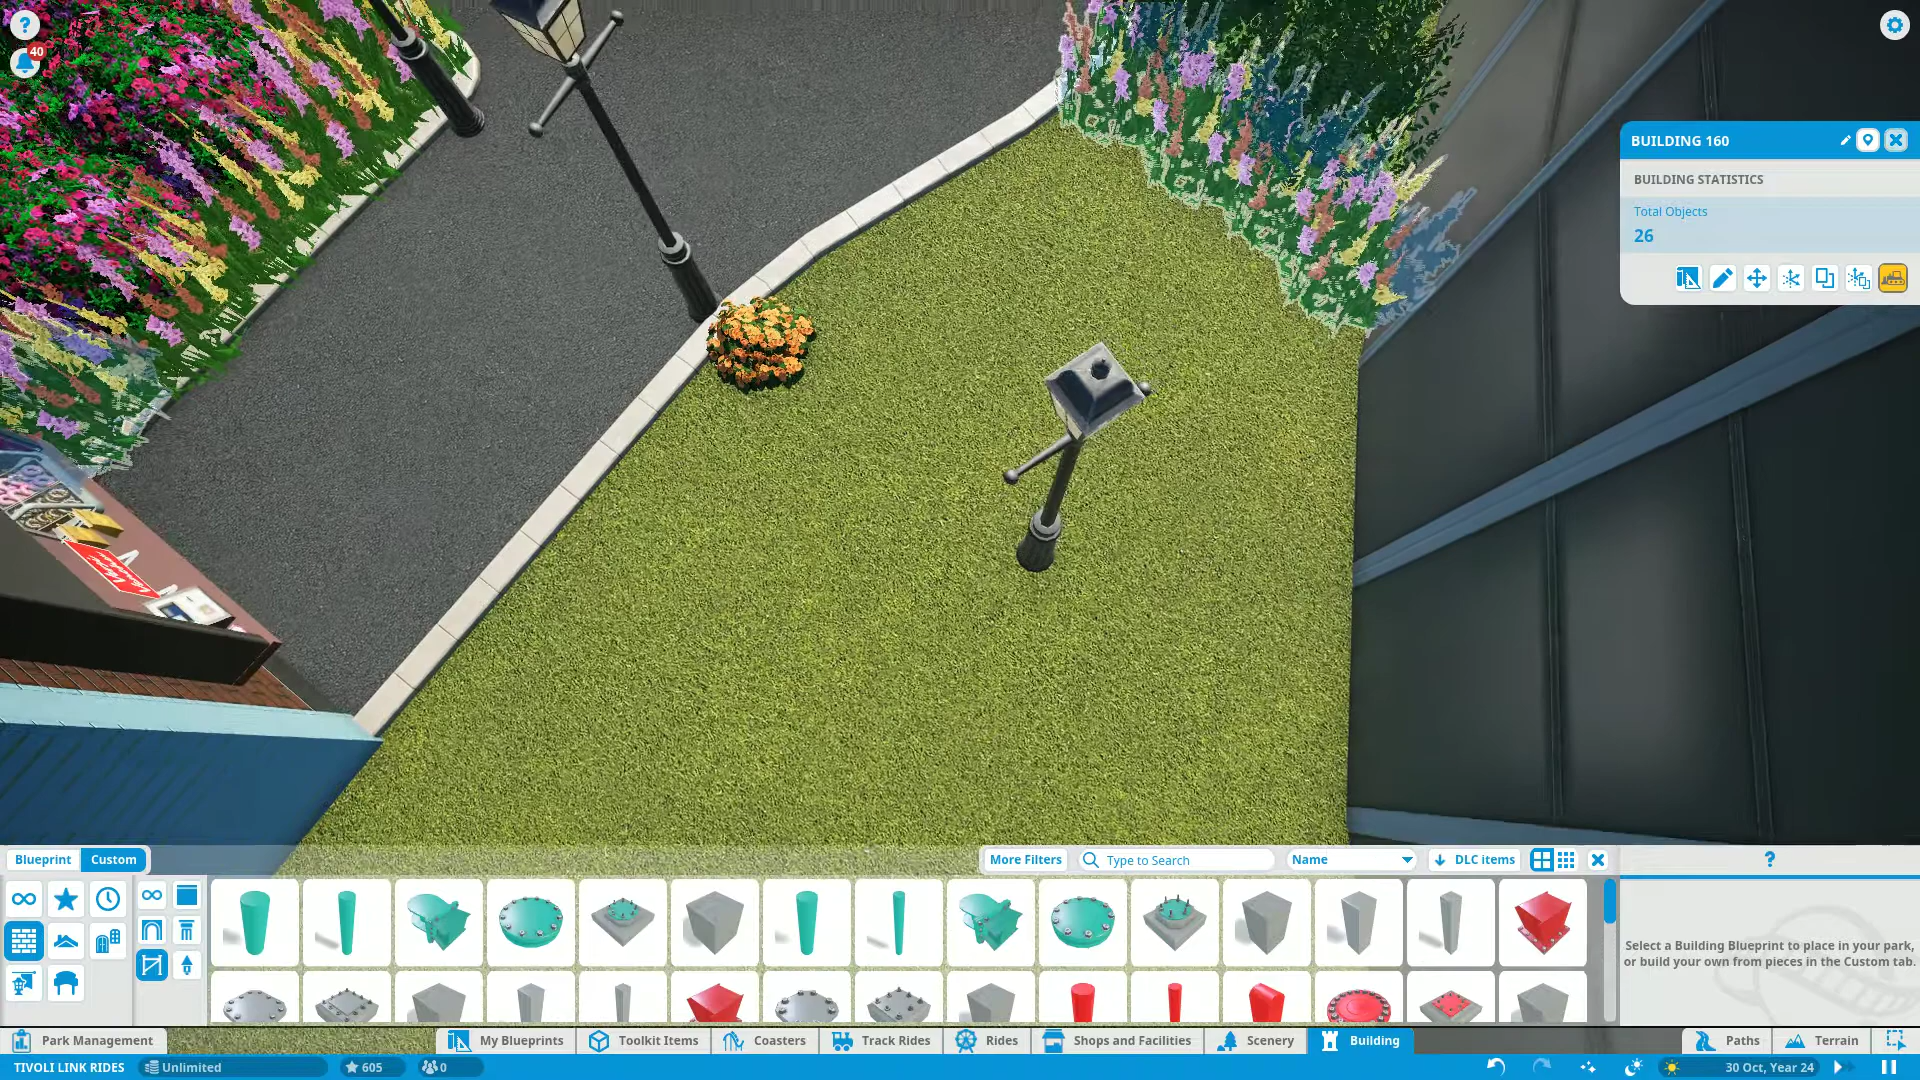 ?
40
BUILDING 160
BUILDING STATISTICS
Total Objects
26
Blueprint
Custom
More Filters
Type to Search
Name
DLC items
?
Select a Building Blueprint to place in your park,
or build your own from pieces in the Custom tab.
Park Management
My Blueprints
Toolkit Items
Coasters
Track Rides
Rides
Shops and Facilities
Scenery
Building
Paths
Terrain
TIVOLI LINK RIDES
Unlimited
605
0
30 Oct, Year 24